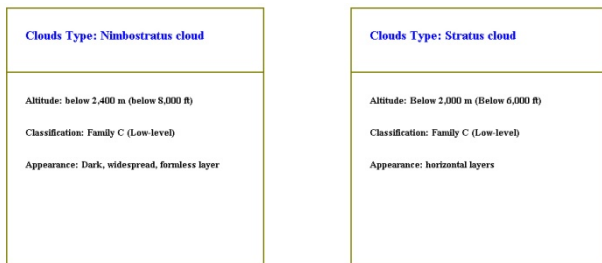 Clouds Type: Nimbostratus cloud
Altitude: below 2,400 m (below 8,000 ft)
Classification: Family C (Low-level)
Appearance: Dark, widespread, formless layer
Clouds Type: Stratus cloud
Altitude: Below 2,000 m (Below 6,000 ft)
Classification: Family C (Low-level)
Appearance: horizontal layers